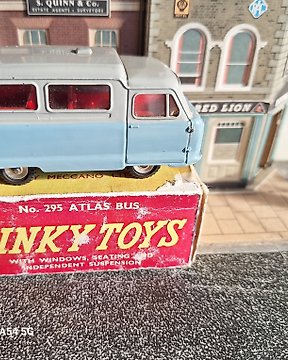 S. QUINN & Co.
ESTATE AGENTS & SURVEYORS
RED LION
MECCANO
No. 295 ATLAS BUS
INKY TOYS
WITH WINDOWS, SEATING AND
INDEPENDENT SUSPENSION
A54 5G